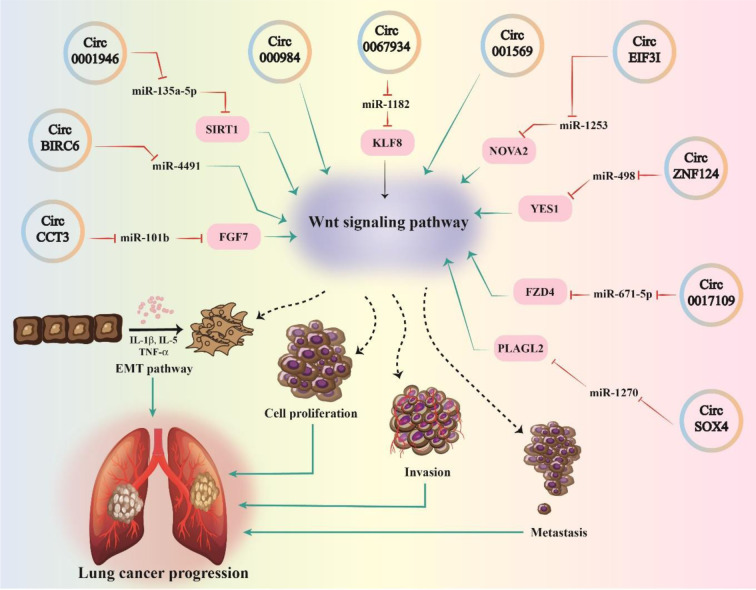 Circ
0001946
Circ
000984
Circ
0067934
Circ
001569
Circ
EIF3I
miR-135a-5p
miR-1182
miR-1253
SIRT1
KLF8
NOVA2
Circ
BIRC6
miR-4491
miR-498
Circ
ZNF124
YES1
Wnt signaling pathway
Circ
CCT3
miR-101b
FGF7
FZD4
miR-671-5p
Circ
0017109
PLAGL2
miR-1270
Circ
SOX4
IL-1β, IL-5
TNF-α
EMT pathway
Cell proliferation
Invasion
Metastasis
Lung cancer progression